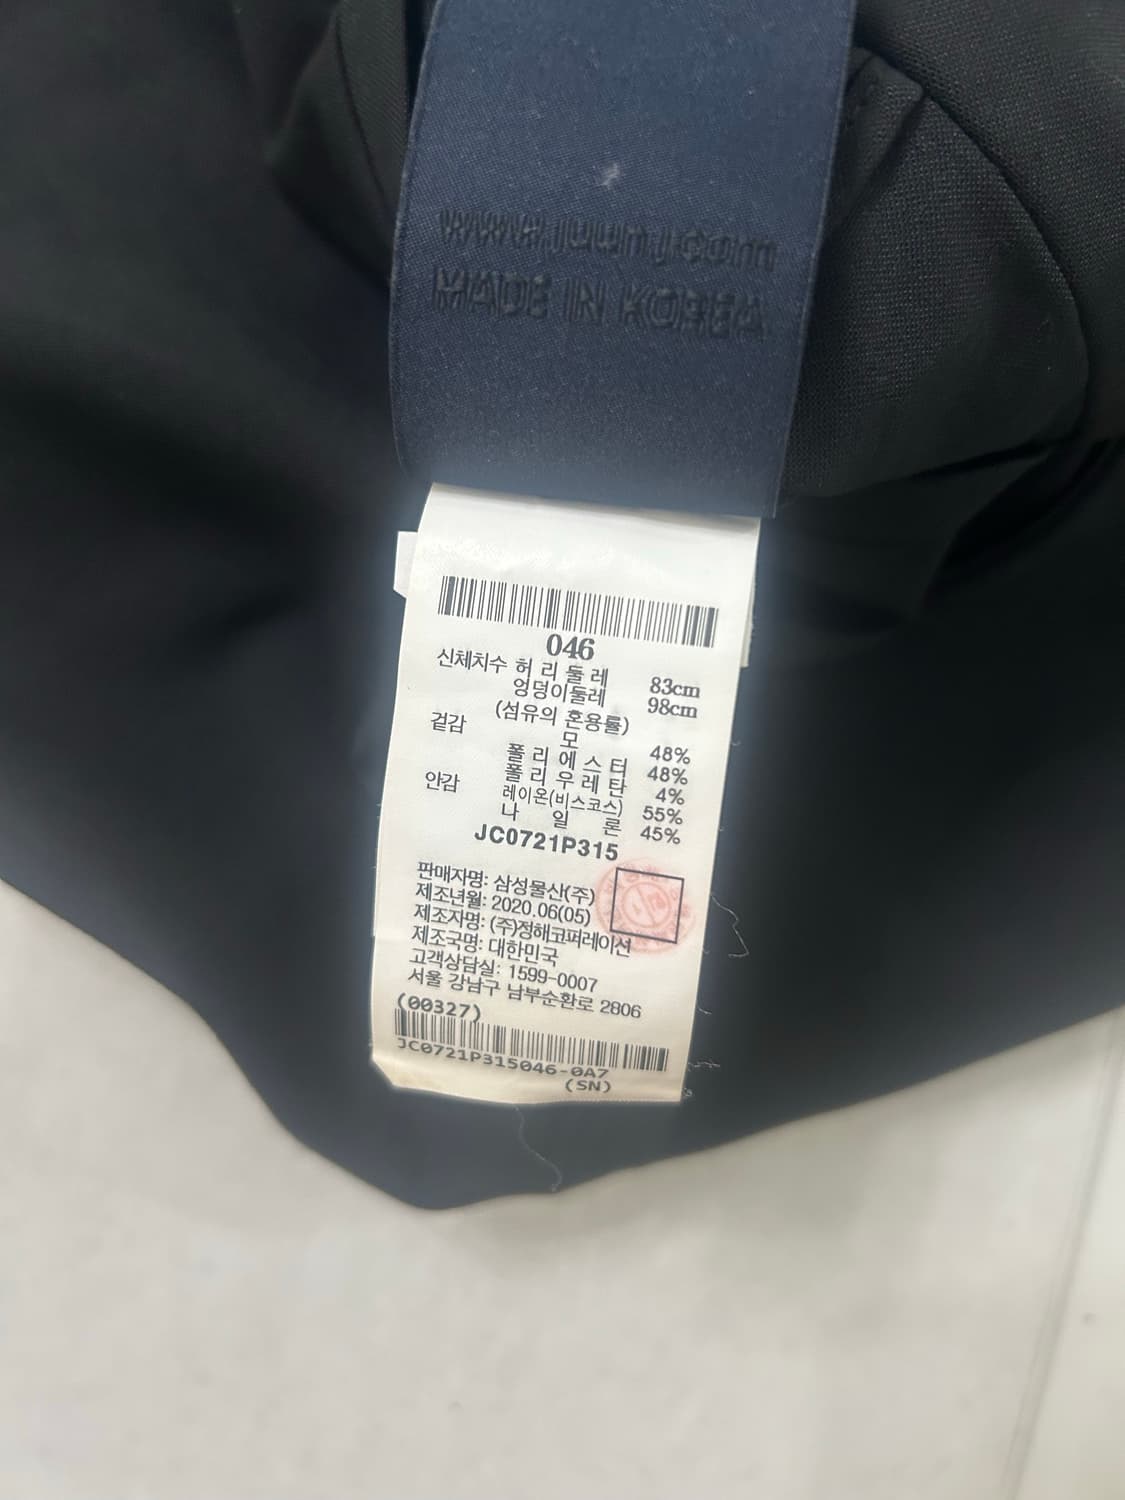 www.juunj.com
MADE IN KOREA
046
신체치수 허 리 둘 레 83cm
엉덩이둘레 98cm
(섬유의 혼용률)
겉감 모 48%
폴 리 에 스 터 48%
폴 리 우 레 탄 4%
안감 레이온(비스코스) 55%
나 일 론 45%
JC0721P315
판매자명: 삼성물산(주)
제조년월: 2020.06(05)
제조자명: (주)정해코퍼레이션
제조국명: 대한민국
고객상담실: 1599-0007
서울 강남구 남부순환로 2806
(00327)
JC0721P315046-0A7
(SN)